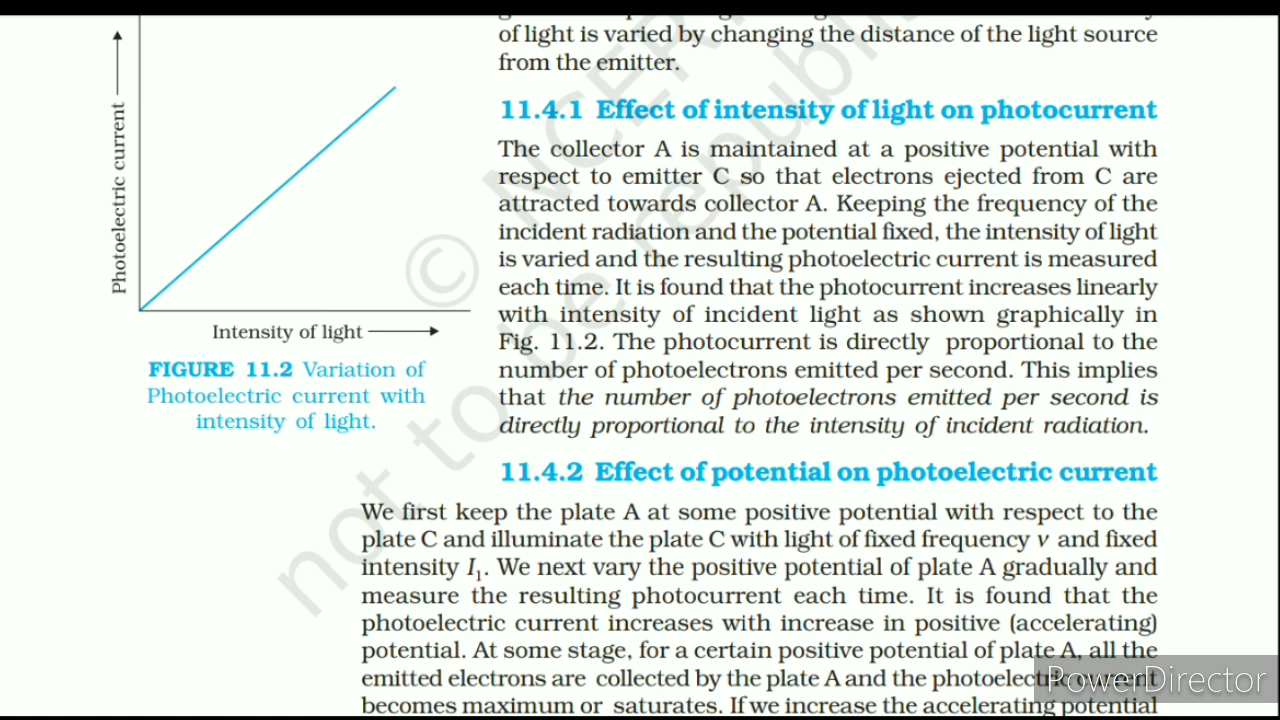 of light is varied by changing the distance of the light source
from the emitter.
Photoelectric current
Intensity of light
FIGURE 11.2 Variation of
Photoelectric current with
intensity of light.
11.4.1 Effect of intensity of light on photocurrent
The collector A is maintained at a positive potential with
respect to emitter C so that electrons ejected from C are
attracted towards collector A. Keeping the frequency of the
incident radiation and the potential fixed, the intensity of light
is varied and the resulting photoelectric current is measured
each time. It is found that the photocurrent increases linearly
with intensity of incident light as shown graphically in
Fig. 11.2. The photocurrent is directly proportional to the
number of photoelectrons emitted per second. This implies
that the number of photoelectrons emitted per second is
directly proportional to the intensity of incident radiation.
11.4.2 Effect of potential on photoelectric current
We first keep the plate A at some positive potential with respect to the
plate C and illuminate the plate C with light of fixed frequency ν and fixed
intensity I₁. We next vary the positive potential of plate A gradually and
measure the resulting photocurrent each time. It is found that the
photoelectric current increases with increase in positive (accelerating)
potential. At some stage, for a certain positive potential of plate A, all the
emitted electrons are collected by the plate A and the photoelectric current
becomes maximum or saturates. If we increase the accelerating potential
© NCER
not to be republi
PowerDirector